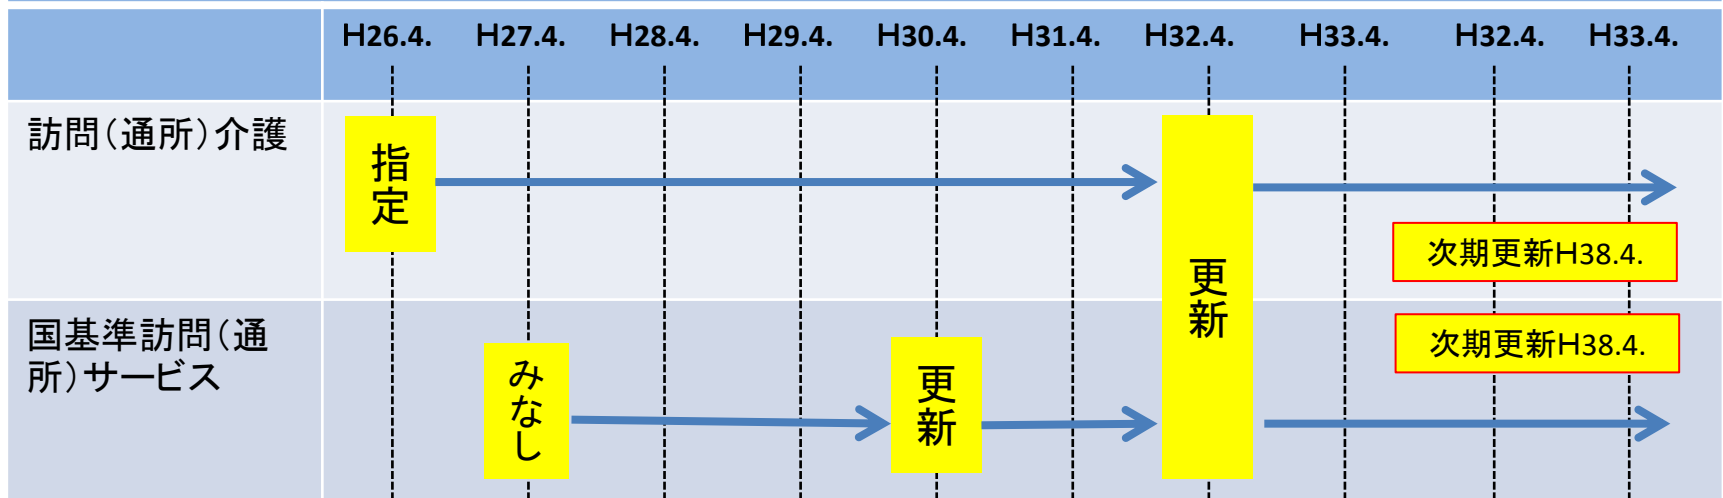 H26.4. H27.4. H28.4. H29.4. H30.4. H31.4. H32.4. H33.4. H32.4. H33.4.
訪問(通所)介護
指定
更新
次期更新H38.4.
国基準訪問(通
所)サービス
みなし
更新
次期更新H38.4.